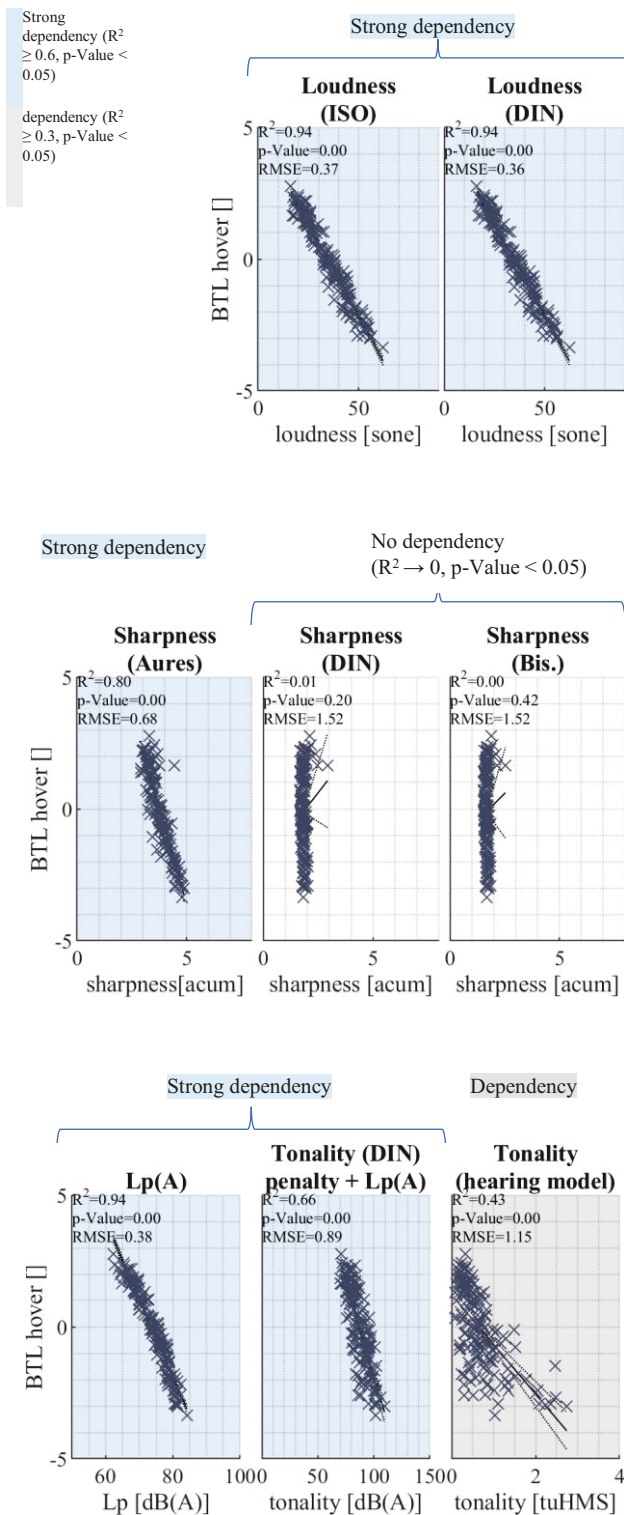 Strong
dependency (R²
≥ 0.6, p-Value <
0.05)
dependency (R²
≥ 0.3, p-Value <
0.05)
Strong dependency
Loudness
(ISO)
Loudness
(DIN)
R²=0.94
p-Value=0.00
RMSE=0.37
R²=0.94
p-Value=0.00
RMSE=0.36
5
0
-5
BTL hover []
0
50
0
50
loudness [sone]
loudness [sone]
Strong dependency
No dependency
(R² → 0, p-Value < 0.05)
Sharpness
(Aures)
Sharpness
(DIN)
Sharpness
(Bis.)
R²=0.80
p-Value=0.00
RMSE=0.68
R²=0.01
p-Value=0.20
RMSE=1.52
R²=0.00
p-Value=0.42
RMSE=1.52
5
0
-5
BTL hover []
0
5
0
5
0
5
sharpness[acum]
sharpness [acum]
sharpness [acum]
Strong dependency
Dependency
Lp(A)
Tonality (DIN)
penalty + Lp(A)
Tonality
(hearing model)
R²=0.94
p-Value=0.00
RMSE=0.38
R²=0.66
p-Value=0.00
RMSE=0.89
R²=0.43
p-Value=0.00
RMSE=1.15
5
0
-5
BTL hover []
60
80
100
0
50
100
150
0
2
4
Lp [dB(A)]
tonality [dB(A)]
tonality [tuHMS]